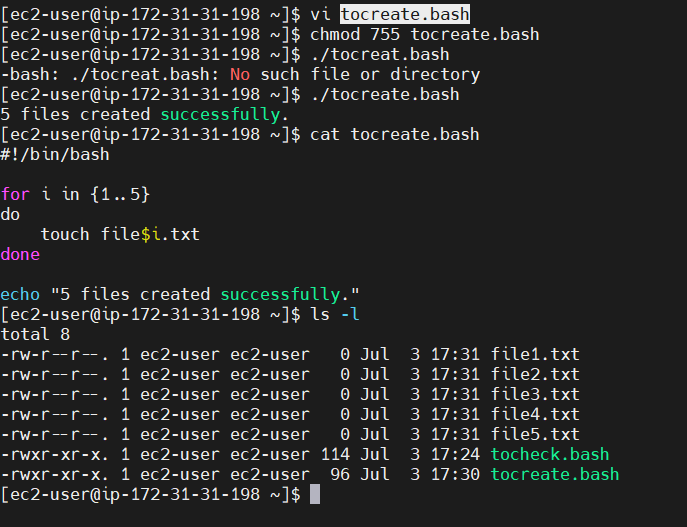 [ec2-user@ip-172-31-31-198 ~]$ vi tocreate.bash
[ec2-user@ip-172-31-31-198 ~]$ chmod 755 tocreate.bash
[ec2-user@ip-172-31-31-198 ~]$ ./tocreat.bash
-bash: ./tocreat.bash: No such file or directory
[ec2-user@ip-172-31-31-198 ~]$ ./tocreate.bash
5 files created successfully.
[ec2-user@ip-172-31-31-198 ~]$ cat tocreate.bash
#!/bin/bash

for i in {1..5}
do
    touch file$i.txt
done

echo "5 files created successfully."
[ec2-user@ip-172-31-31-198 ~]$ ls -l
total 8
-rw-r--r--. 1 ec2-user ec2-user   0 Jul  3 17:31 file1.txt
-rw-r--r--. 1 ec2-user ec2-user   0 Jul  3 17:31 file2.txt
-rw-r--r--. 1 ec2-user ec2-user   0 Jul  3 17:31 file3.txt
-rw-r--r--. 1 ec2-user ec2-user   0 Jul  3 17:31 file4.txt
-rw-r--r--. 1 ec2-user ec2-user   0 Jul  3 17:31 file5.txt
-rwxr-xr-x. 1 ec2-user ec2-user 114 Jul  3 17:24 tocheck.bash
-rwxr-xr-x. 1 ec2-user ec2-user  96 Jul  3 17:30 tocreate.bash
[ec2-user@ip-172-31-31-198 ~]$